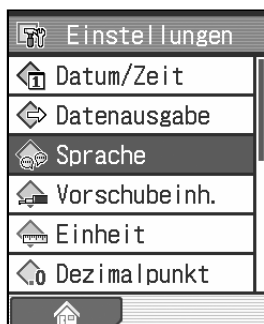 Einstellungen
Datum/Zeit
Datenausgabe
Sprache
Vorschubeinh.
Einheit
Dezimalpunkt